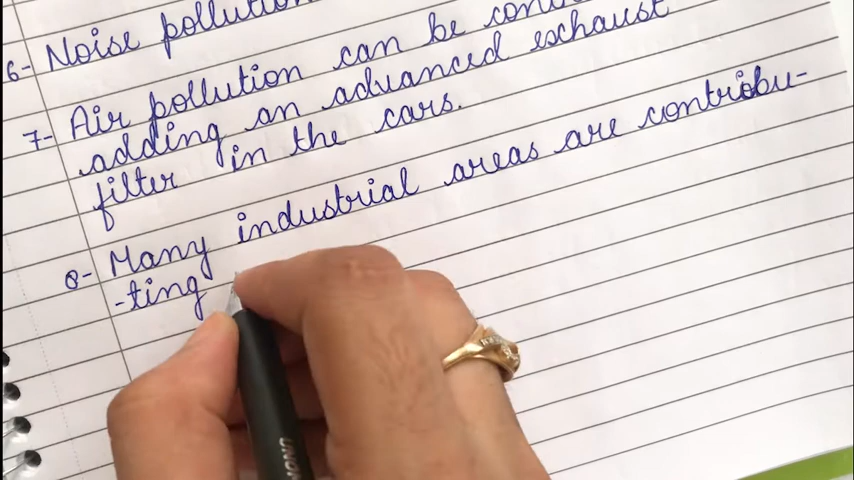 6- Noise pollution
7- Air pollution can be
adding an advanced exhaust
filter in the cars.
8- Many industrial areas are contribu-
-ting